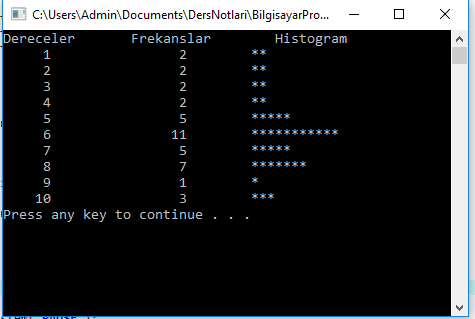 C:\Users\Admin\Documents\DersNotlari\BilgisayarPro...
Dereceler Frekanslar Histogram
1 2 **
2 2 **
3 2 **
4 2 **
5 5 *****
6 11 ***********
7 5 *****
8 7 *******
9 1 *
10 3 ***
Press any key to continue . . .